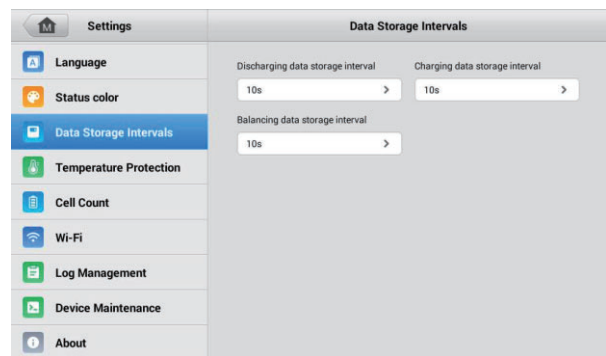 M
Settings
Data Storage Intervals
Language
Status color
Data Storage Intervals
Temperature Protection
Cell Count
Wi-Fi
Log Management
Device Maintenance
About
Discharging data storage interval
10s
Charging data storage interval
10s
Balancing data storage interval
10s